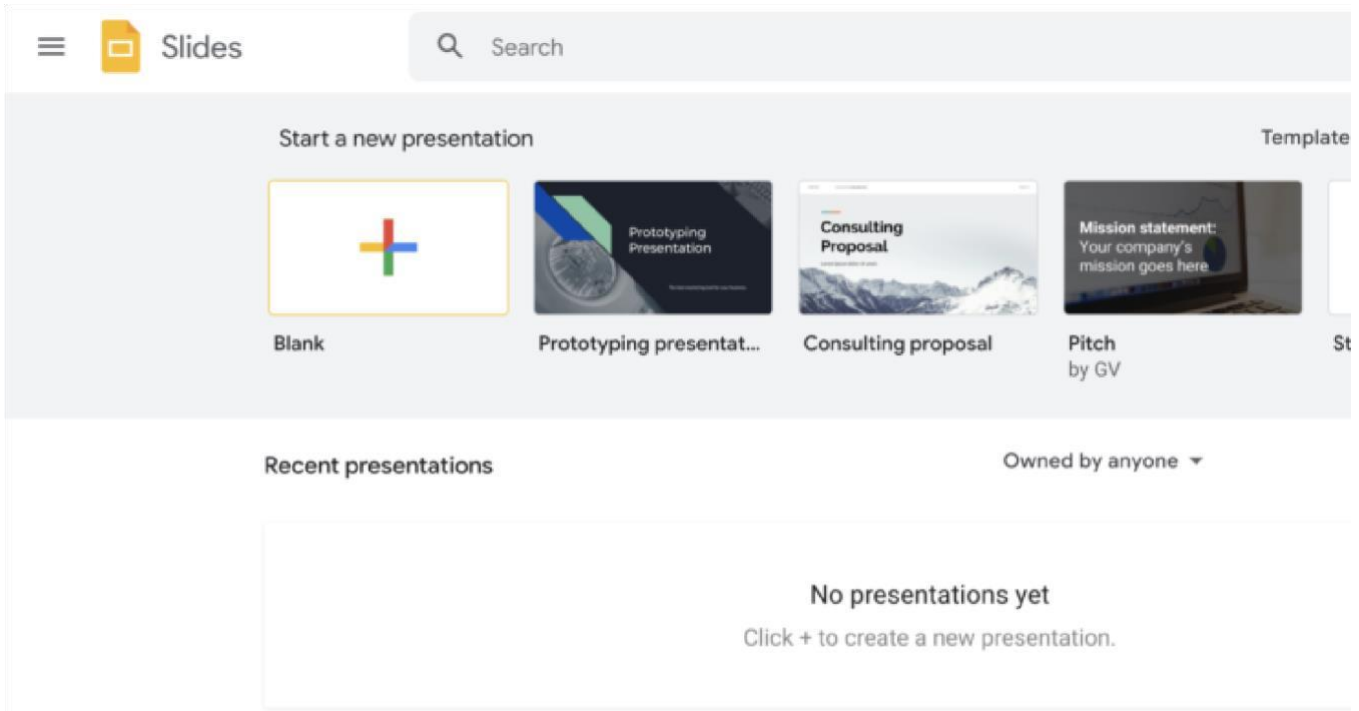 Slides
Search
Start a new presentation
Template
Prototyping
Presentation
Consulting
Proposal
Mission statement:
Your company's
mission goes here
Blank
Prototyping presentat...
Consulting proposal
Pitch
St
by GV
Recent presentations
Owned by anyone
No presentations yet
Click + to create a new presentation.